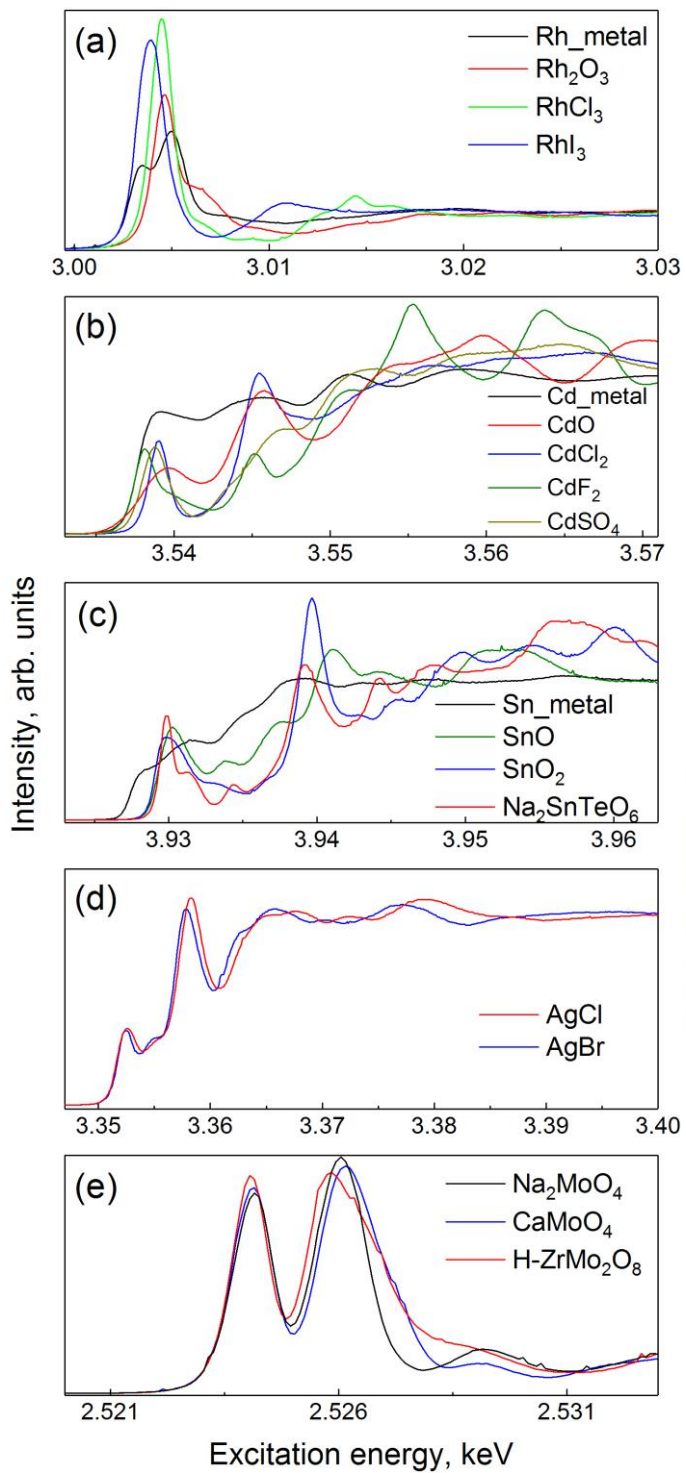 (a)
Rh_metal
Rh₂O₃
RhCl₃
RhI₃
3.00 3.01 3.02 3.03
(b)
Cd_metal
CdO
CdCl₂
CdF₂
CdSO₄
3.54 3.55 3.56 3.57
Intensity, arb. units
(c)
Sn_metal
SnO
SnO₂
Na₂SnTeO₆
3.93 3.94 3.95 3.96
(d)
AgCl
AgBr
3.35 3.36 3.37 3.38 3.39 3.40
(e)
Na₂MoO₄
CaMoO₄
H-ZrMo₂O₈
2.521 2.526 2.531
Excitation energy, keV